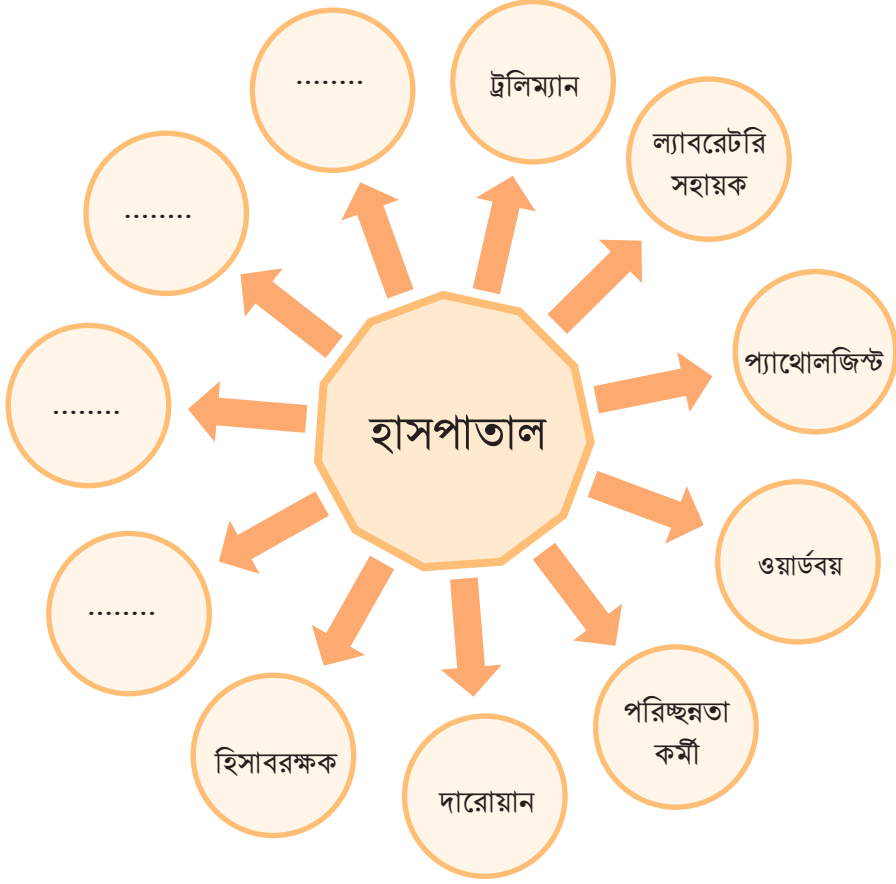 ........
ট্রলিম্যান
ল্যাবরেটরি
সহায়ক
........
প্যাথোলজিস্ট
........
হাসপাতাল
ওয়ার্ডবয়
........
পরিচ্ছন্নতা
কর্মী
হিসাবরক্ষক
দারোয়ান